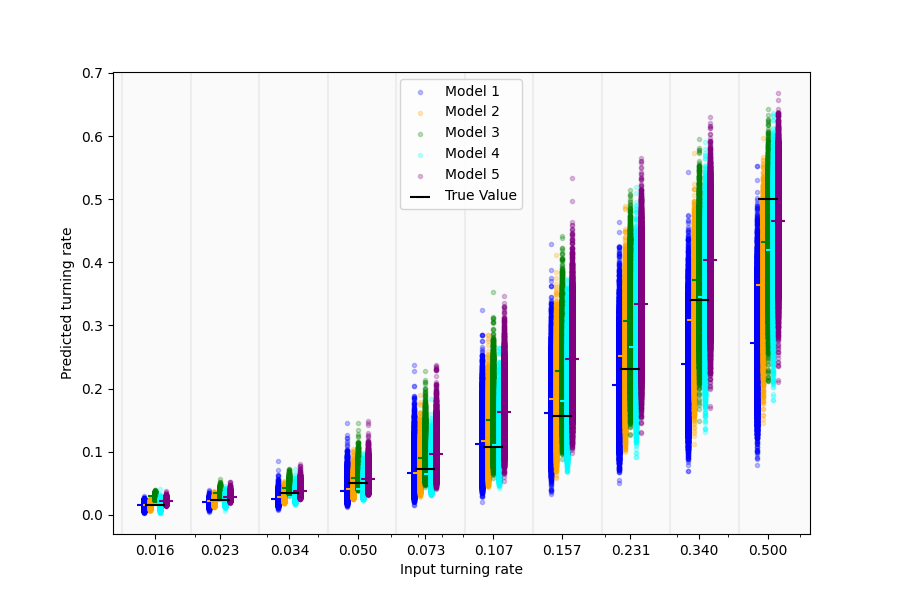 0.7
0.6
0.5
0.4
0.3
0.2
0.1
0.0
Predicted turning rate
Model 1
Model 2
Model 3
Model 4
Model 5
True Value
0.016 0.023 0.034 0.050 0.073 0.107 0.157 0.231 0.340 0.500
Input turning rate